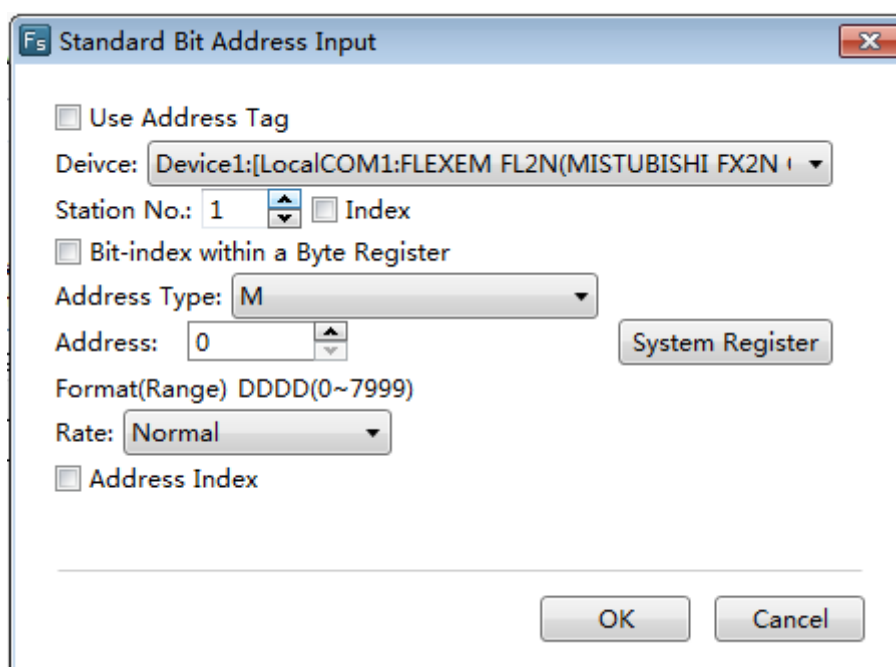 Fs Standard Bit Address Input
Use Address Tag
Deivce: Device1:[LocalCOM1:FLEXEM FL2N(MISTUBISHI FX2N
Station No.: 1 Index
Bit-index within a Byte Register
Address Type: M
Address: 0 System Register
Format(Range) DDDD(0~7999)
Rate: Normal
Address Index
OK Cancel